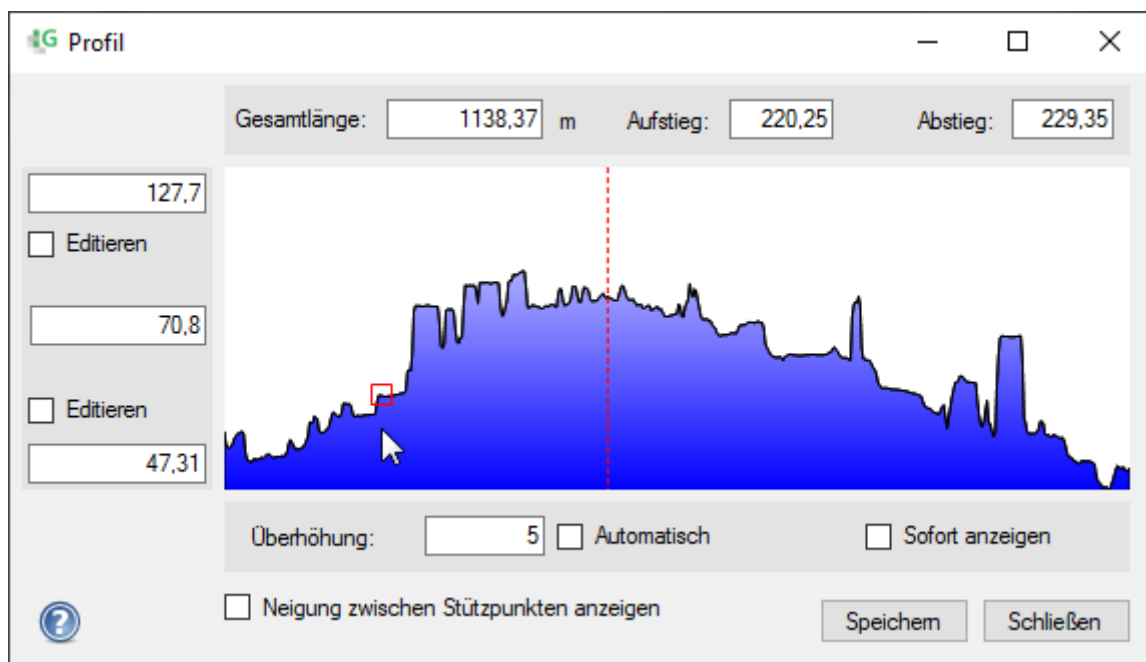 G Profil
Gesamtlänge: 1138,37 m Aufstieg: 220,25 Abstieg: 229,35
127,7
Editieren
70,8
Editieren
47,31
Überhöhung: 5 Automatisch Sofort anzeigen
Neigung zwischen Stützpunkten anzeigen
? Speichern Schließen